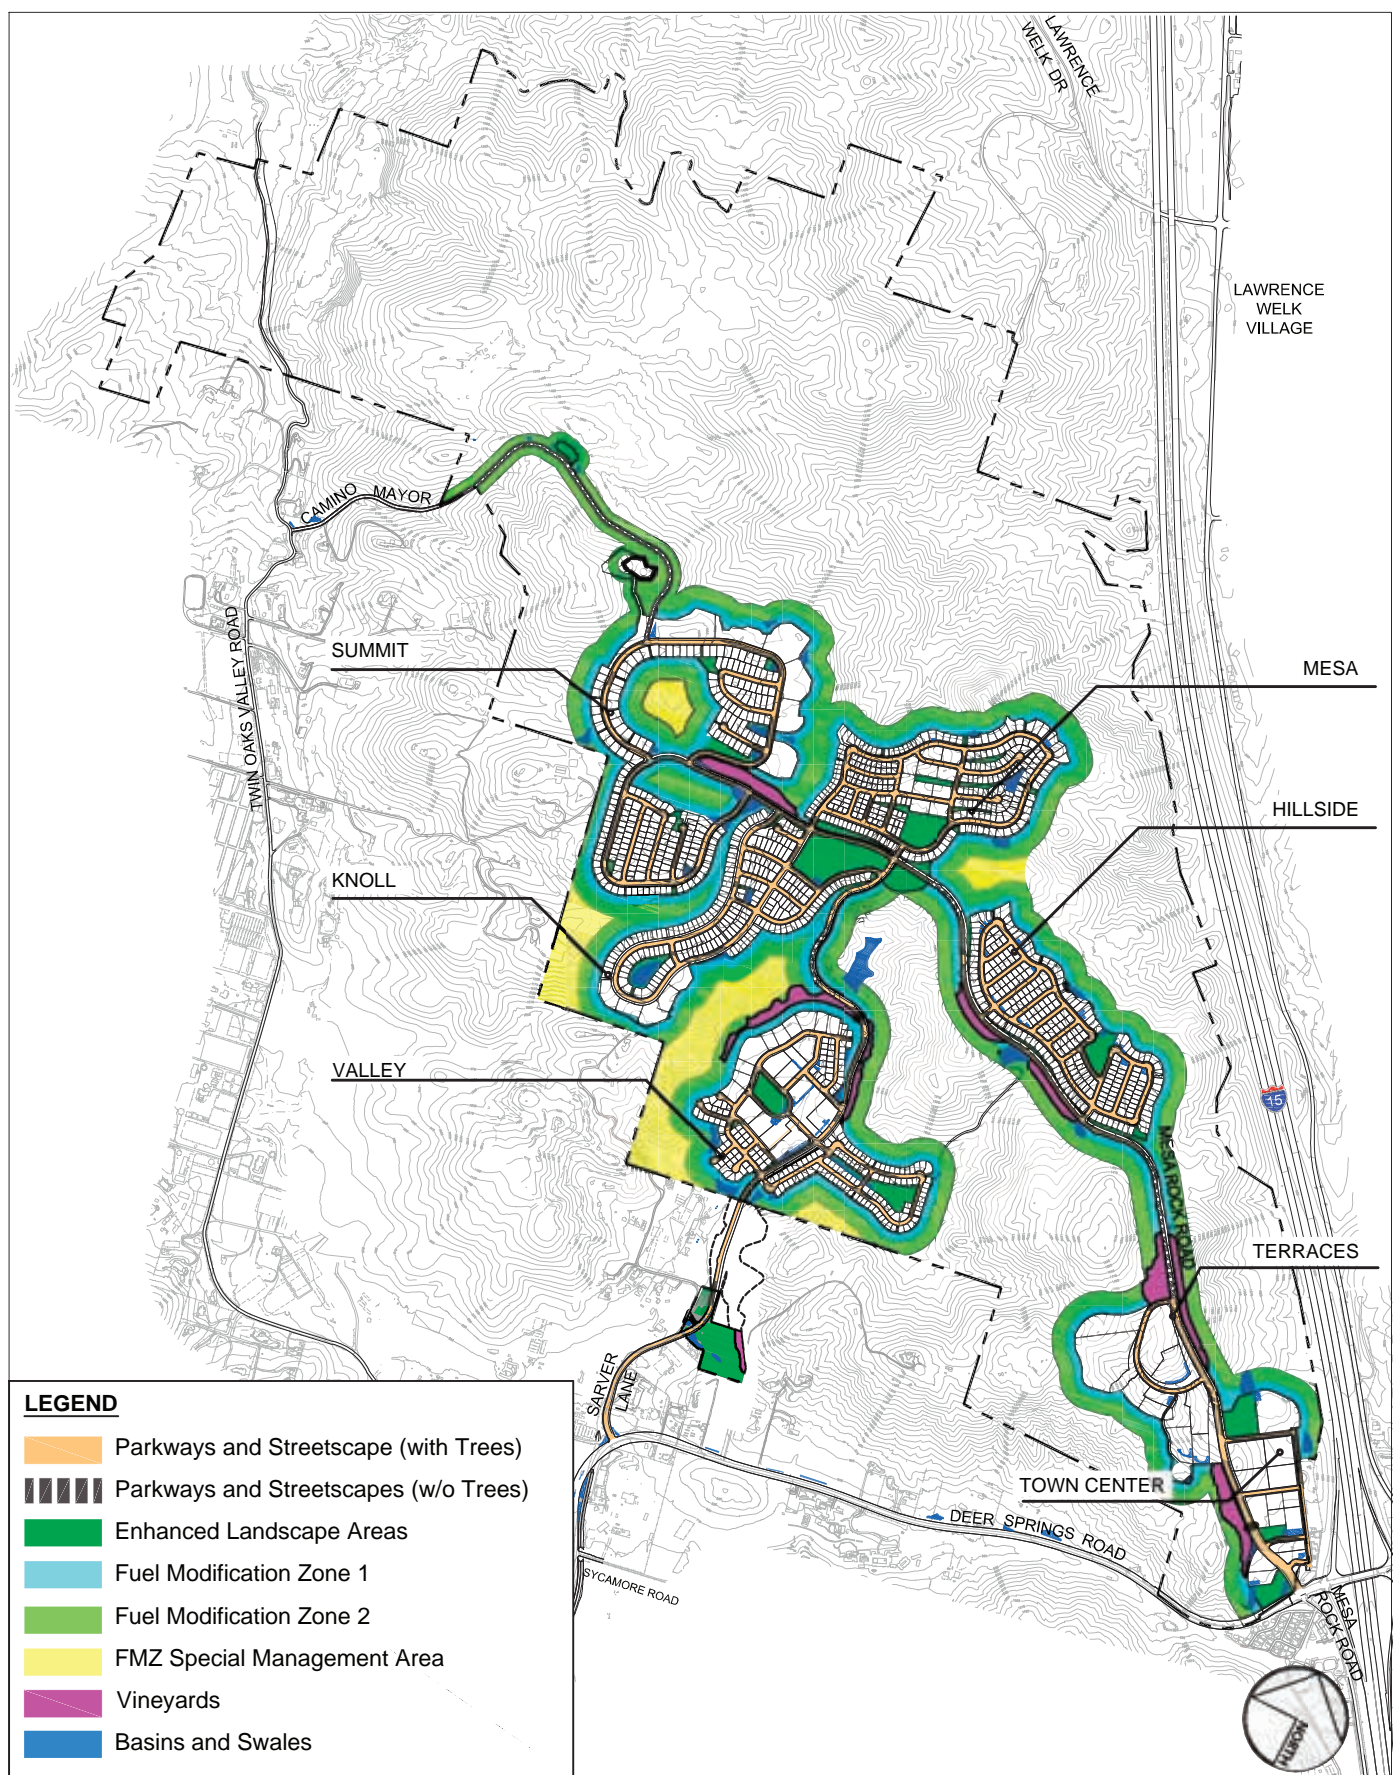 LAWRENCE
WELK DR
LAWRENCE
WELK
VILLAGE
CAMINO MAYOR
TWIN OAKS VALLEY ROAD
SUMMIT
MESA
HILLSIDE
KNOLL
VALLEY
15
MESA ROCK ROAD
TERRACES
SARVER
LANE
TOWN CENTER
DEER SPRINGS ROAD
SYCAMORE ROAD
MESA
ROCK ROAD
NORTH
LEGEND
Parkways and Streetscape (with Trees)
Parkways and Streetscapes (w/o Trees)
Enhanced Landscape Areas
Fuel Modification Zone 1
Fuel Modification Zone 2
FMZ Special Management Area
Vineyards
Basins and Swales